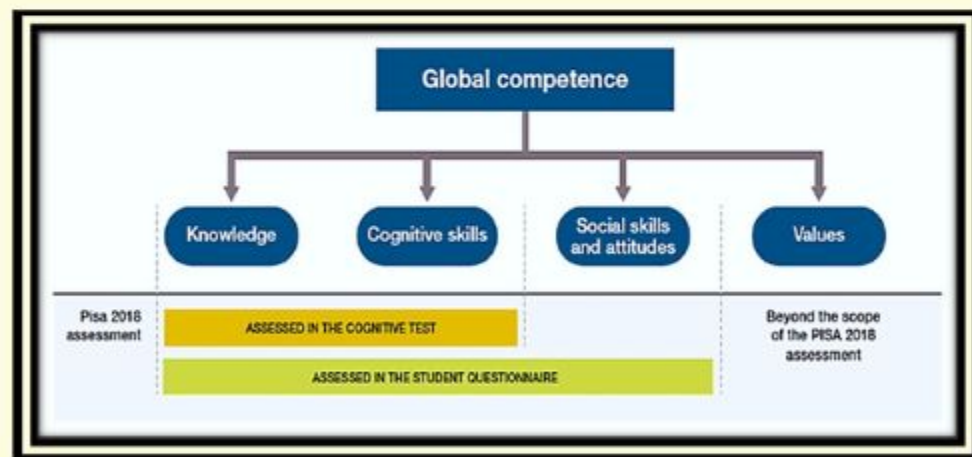 Global competence
Knowledge
Cognitive skills
Social skills
and attitudes
Values
Pisa 2018
assessment
ASSESSED IN THE COGNITIVE TEST
ASSESSED IN THE STUDENT QUESTIONNAIRE
Beyond the scope
of the PISA 2018
assessment